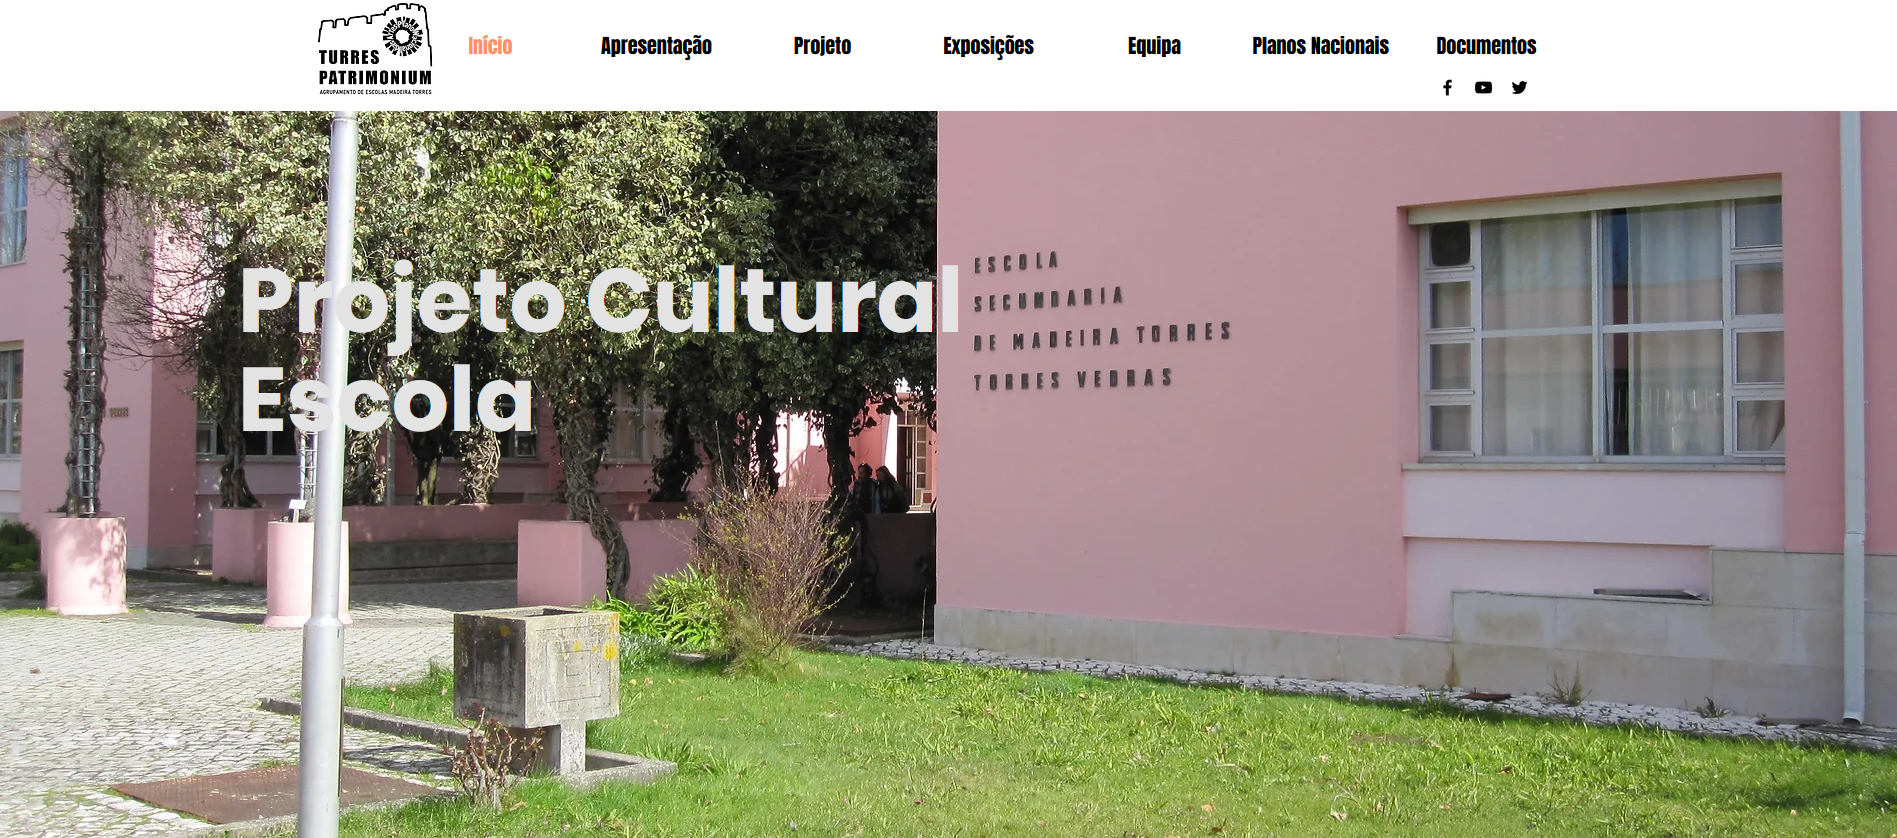 TURRES
PATRIMONIUM
AGRUPAMENTO DE ESCOLAS MADEIRA TORRES
Início
Apresentação
Projeto
Exposições
Equipa
Planos Nacionais
Documentos
Projeto Cultural
Escola
ESCOLA
SECUNDARIA
DE MADEIRA TORRES
TORRES VEDRAS